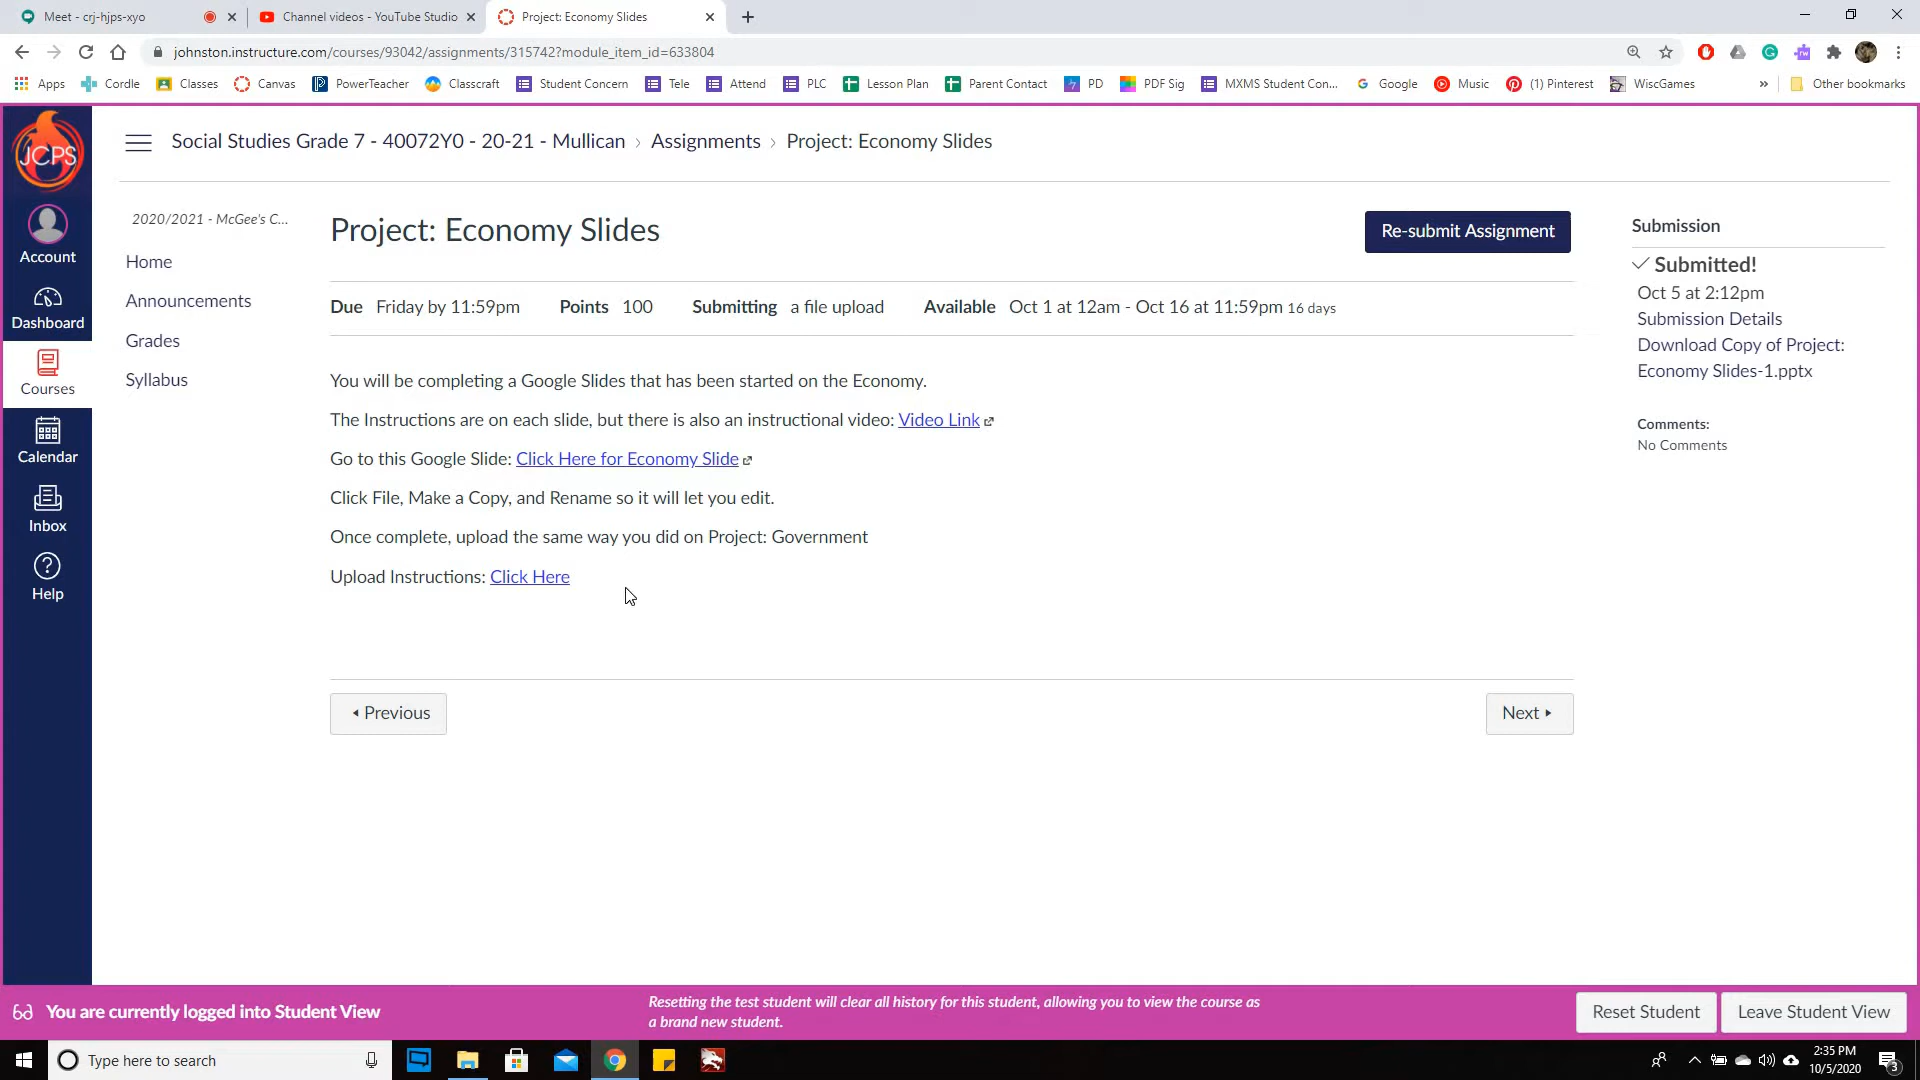 Meet - crj-hjps-xyo
Channel videos - YouTube Studio
Project: Economy Slides
johnston.instructure.com/courses/93042/assignments/315742?module_item_id=633804
Apps
Cordle
Classes
Canvas
PowerTeacher
Classcraft
Student Concern
Tele
Attend
PLC
Lesson Plan
Parent Contact
PD
PDF Sig
MXMS Student Con...
Google
Music
(1) Pinterest
WiscGames
»
Other bookmarks
JCPS
Social Studies Grade 7 - 40072Y0 - 20-21 - Mullican › Assignments › Project: Economy Slides
Account
Dashboard
Courses
Calendar
Inbox
Help
2020/2021 - McGee's C...
Home
Announcements
Grades
Syllabus
Project: Economy Slides
Re-submit Assignment
Due Friday by 11:59pm Points 100 Submitting a file upload Available Oct 1 at 12am - Oct 16 at 11:59pm 16 days
You will be completing a Google Slides that has been started on the Economy.
The Instructions are on each slide, but there is also an instructional video: Video Link
Go to this Google Slide: Click Here for Economy Slide
Click File, Make a Copy, and Rename so it will let you edit.
Once complete, upload the same way you did on Project: Government
Upload Instructions: Click Here
Previous
Next
Submission
Submitted!
Oct 5 at 2:12pm
Submission Details
Download Copy of Project:
Economy Slides-1.pptx
Comments:
No Comments
You are currently logged into Student View
Resetting the test student will clear all history for this student, allowing you to view the course as
a brand new student.
Reset Student
Leave Student View
Type here to search
2:35 PM
10/5/2020
3